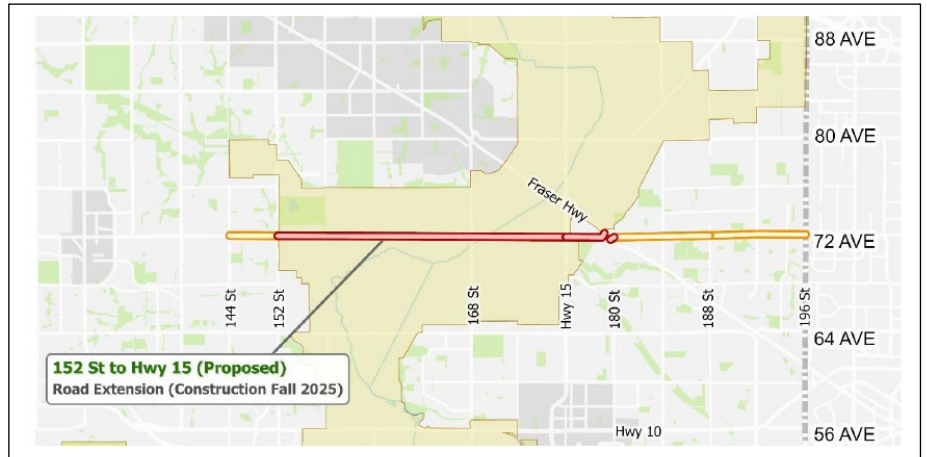 88 AVE
80 AVE
Fraser Hwy
72 AVE
144 St
152 St
168 St
Hwy 15
180 St
188 St
196 St
64 AVE
152 St to Hwy 15 (Proposed)
Road Extension (Construction Fall 2025)
Hwy 10
56 AVE